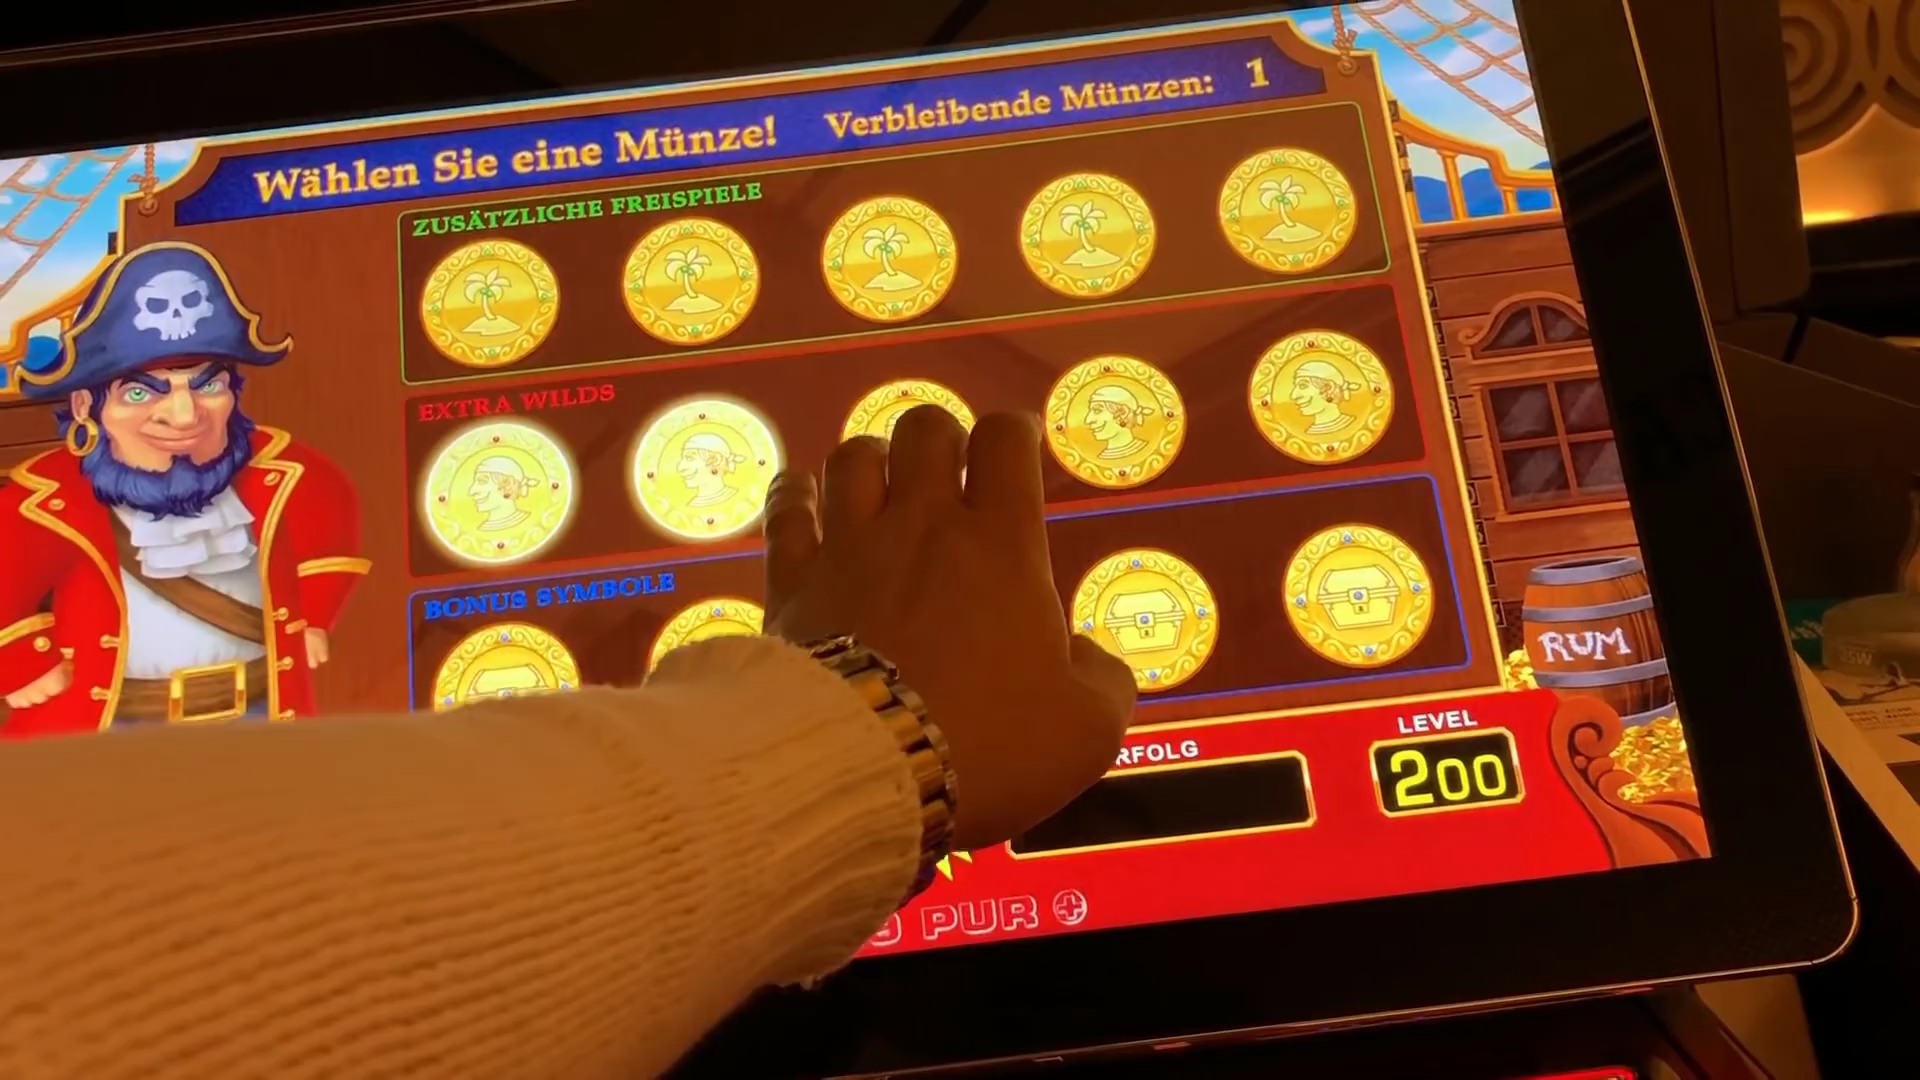 Wählen Sie eine Münze! Verbleibende Münzen: 1
ZUSÄTZLICHE FREISPIELE
EXTRA WILDS
BONUS SYMBOLE
RUM
LEVEL
200
PUR